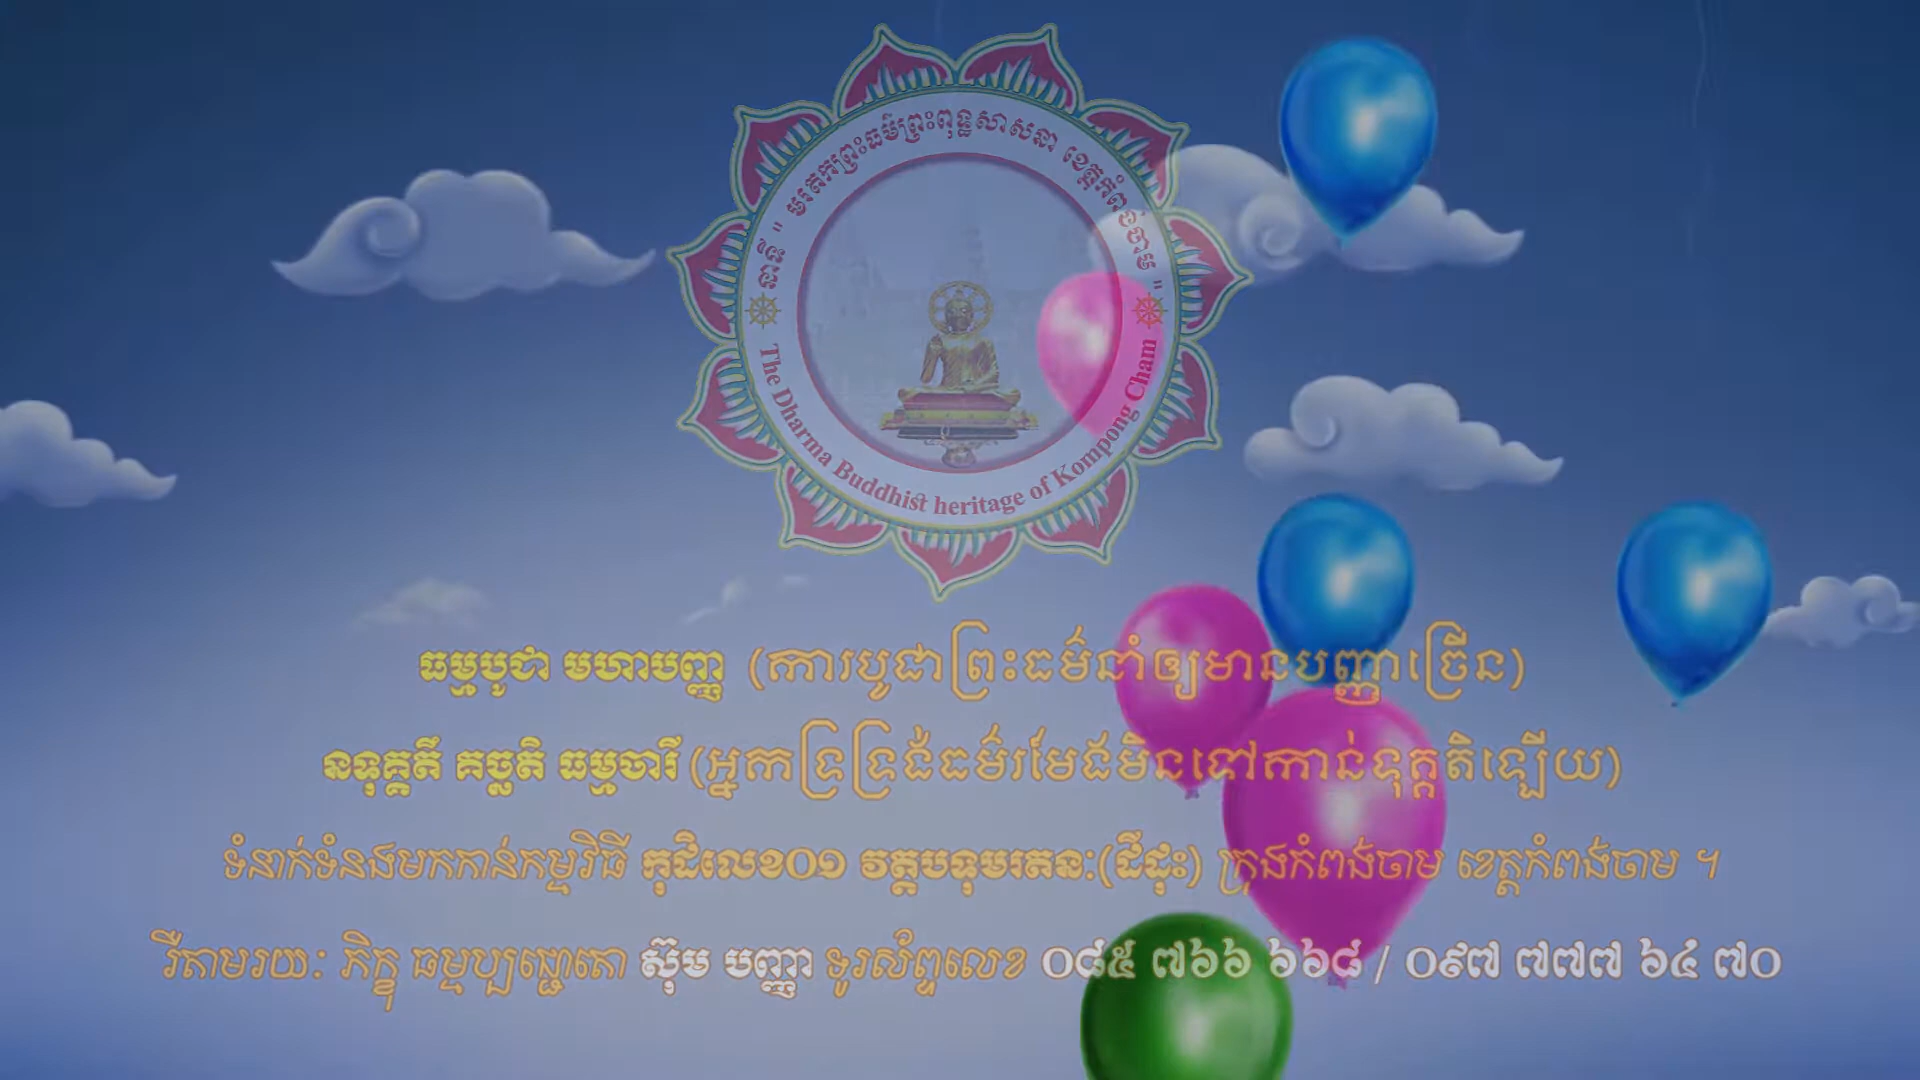 នាទី "មរតកព្រះធម៌ព្រះពុទ្ធសាសនា ខេត្តកំពង់ចាម"
The Dharma Buddhist heritage of Kompong Cham
ធម្មបូជា មហាបញ្ញ (ការបូជាព្រះធម៌នាំឲ្យមានបញ្ញាច្រើន)
នទុគ្គតឹ គច្ឆតិ ធម្មចារី (អ្នកទ្រទ្រង់ធម៌រមែងមិនទៅកាន់ទុគ្គតិឡើយ)
ទំនាក់ទំនងមកកាន់កម្មវិធី កុដិលេខ០១ វត្តបទុមរតនៈ(ដីដុះ) ក្រុងកំពង់ចាម ខេត្តកំពង់ចាម ។
រឺតាមរយៈ ភិក្ខុ ធម្មប្បជ្ជោតោ ស៊ុម បញ្ញា ទូរស័ព្ទលេខ ០៨៥ ៧៦៦ ៦៦៨ / ០៩៧ ៧៧៧ ៦៤ ៧០